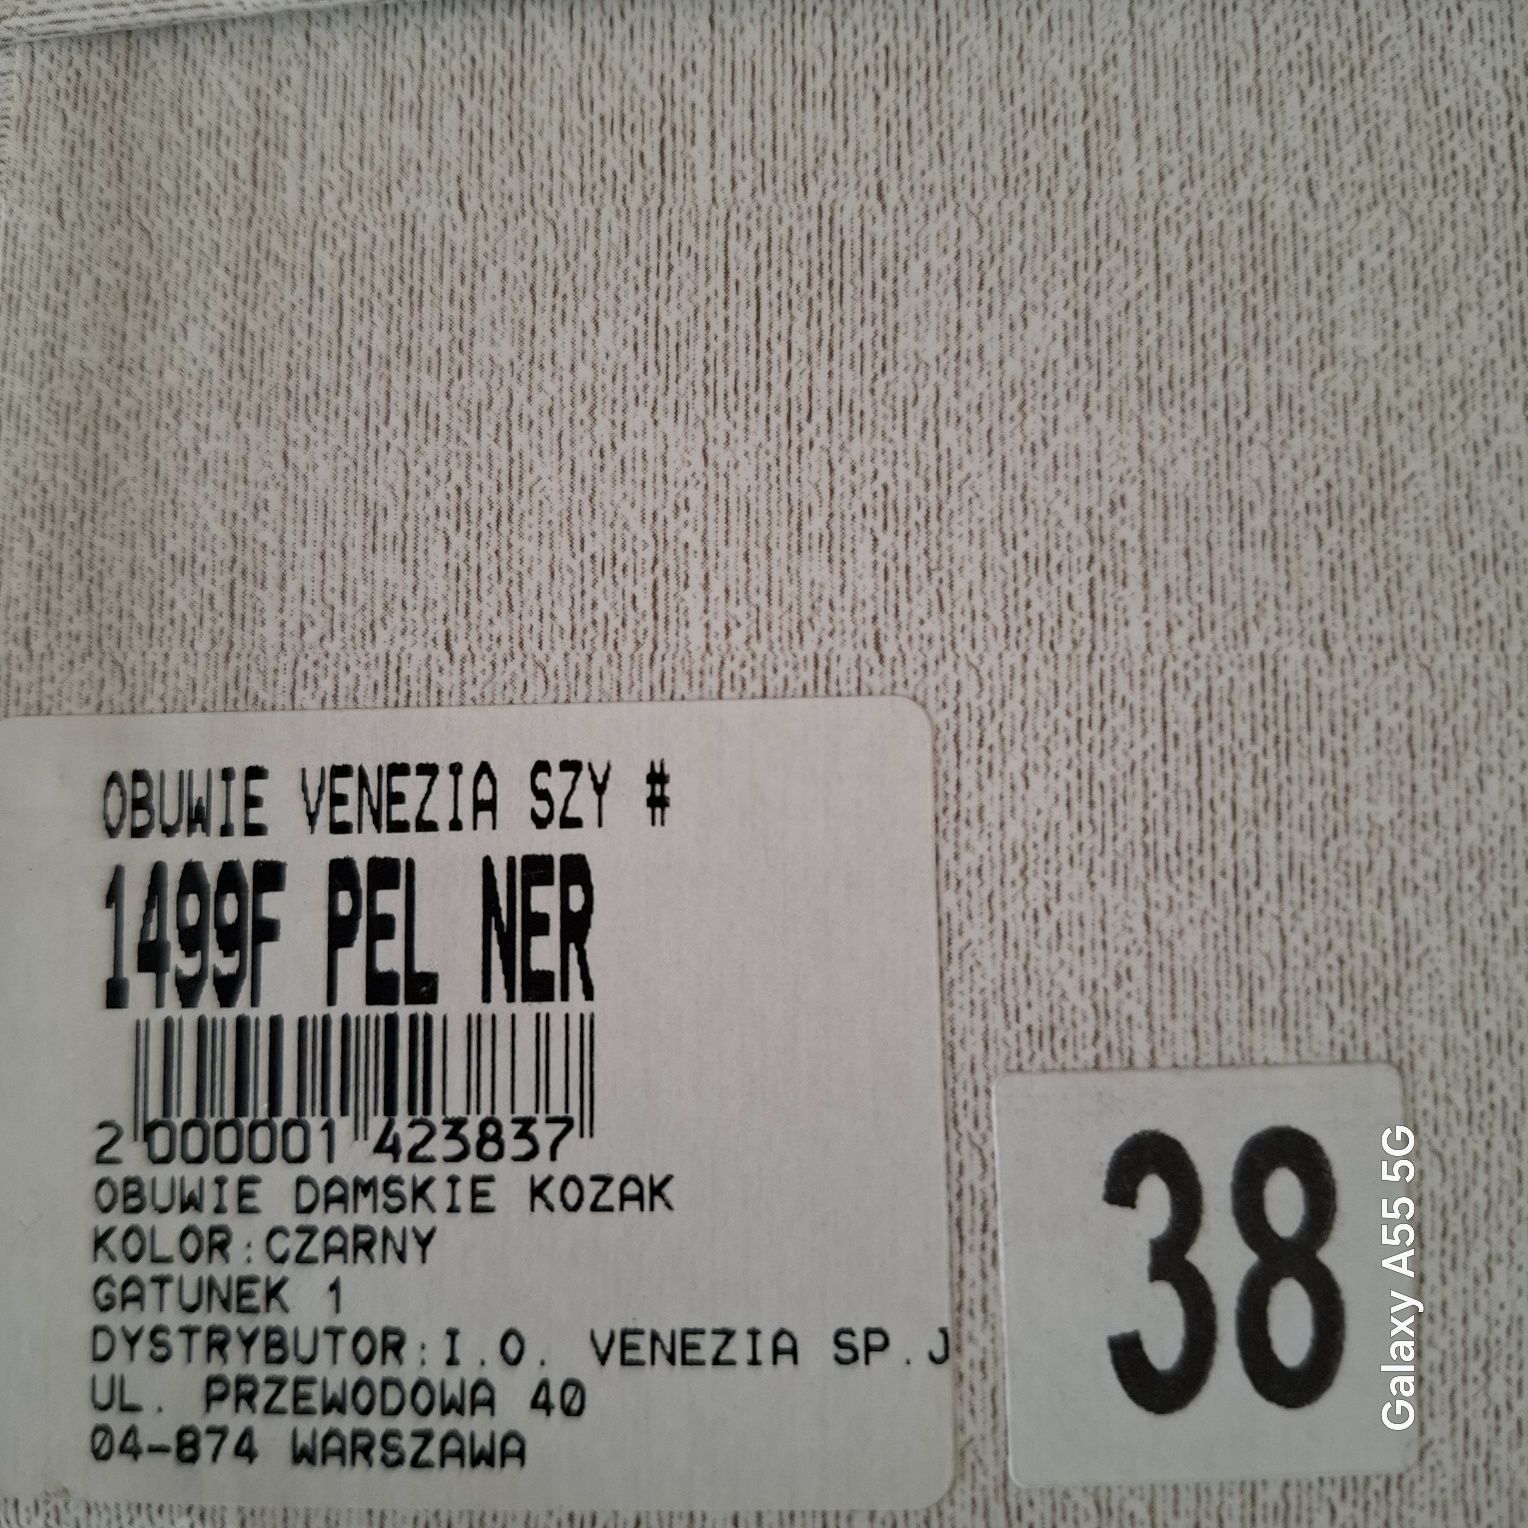 OBUWIE VENEZIA SZY #
1499F PEL NER
2 000001 423837
OBUWIE DAMSKIE KOZAK
KOLOR:CZARNY
GATUNEK 1
DYSTRYBUTOR:I.O. VENEZIA SP.J
UL. PRZEWODOWA 40
04-874 WARSZAWA
38
Galaxy A55 5G